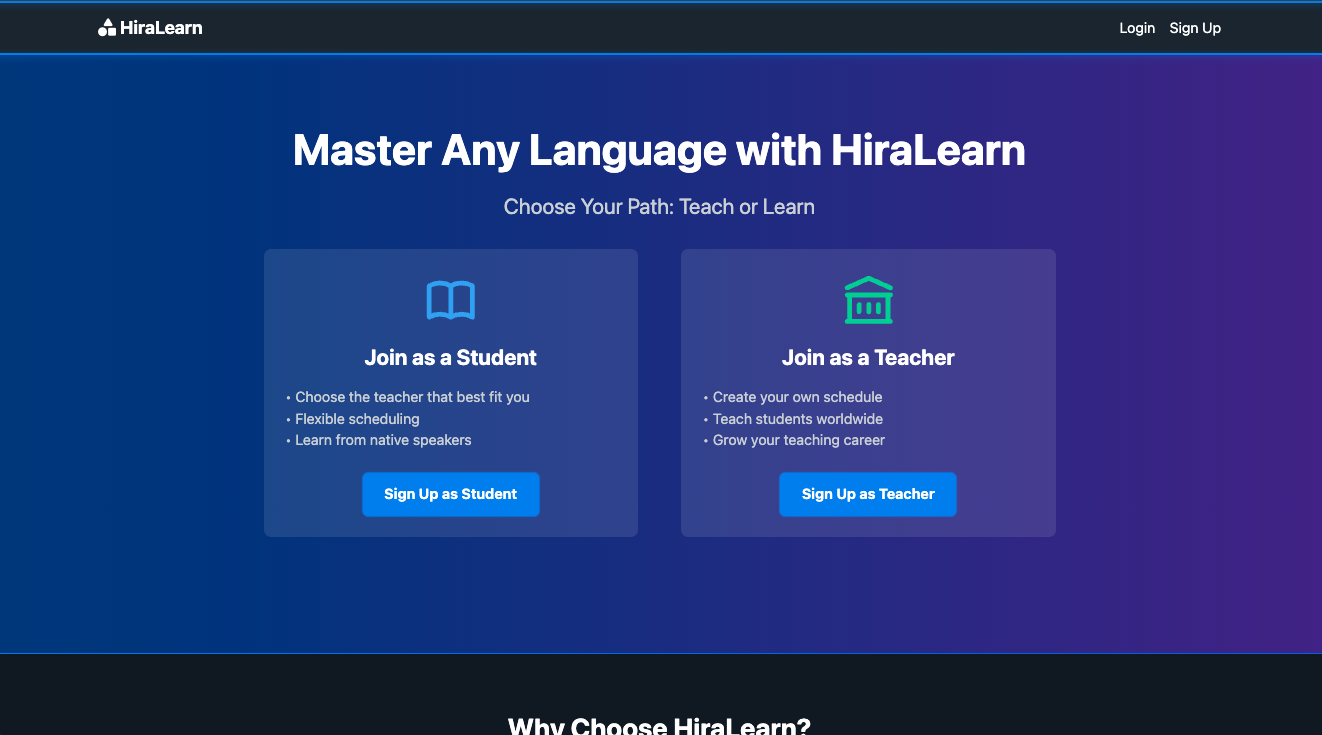 HiraLearn
Login
Sign Up
Master Any Language with HiraLearn
Choose Your Path: Teach or Learn
Join as a Student
• Choose the teacher that best fit you
• Flexible scheduling
• Learn from native speakers
Sign Up as Student
Join as a Teacher
• Create your own schedule
• Teach students worldwide
• Grow your teaching career
Sign Up as Teacher
Why Choose HiraLearn?